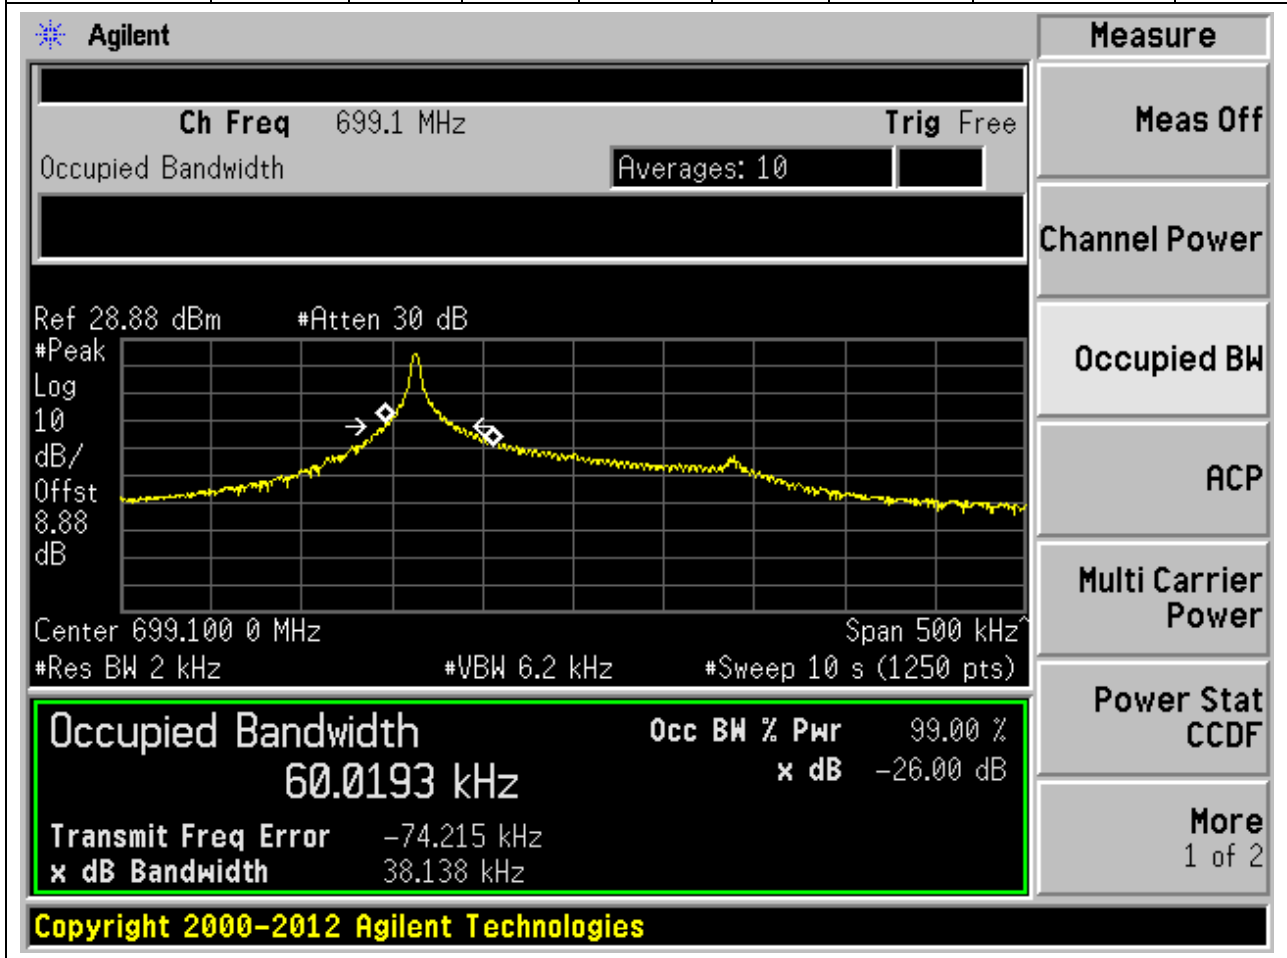 Agilent
Measure
Ch Freq 699.1 MHz Trig Free
Occupied Bandwidth Averages: 10
Meas Off
Channel Power
Occupied BW
ACP
Multi Carrier
Power
Power Stat
CCDF
More
1 of 2
Ref 28.88 dBm #Atten 30 dB
#Peak
Log
10
dB/
Offst
8.88
dB
Center 699.100 0 MHz Span 500 kHz^
#Res BW 2 kHz #VBW 6.2 kHz #Sweep 10 s (1250 pts)
Occupied Bandwidth Occ BW % Pwr 99.00 %
60.0193 kHz x dB -26.00 dB
Transmit Freq Error -74.215 kHz
x dB Bandwidth 38.138 kHz
Copyright 2000-2012 Agilent Technologies